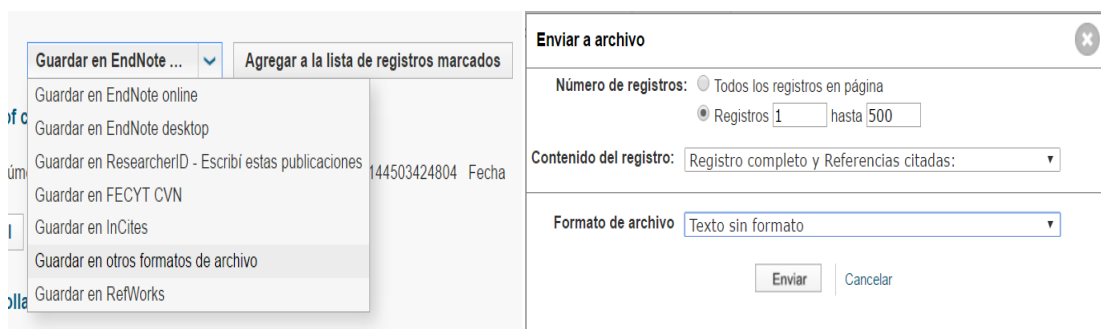 Guardar en EndNote ...
Agregar a la lista de registros marcados
Guardar en EndNote online
of c
Guardar en EndNote desktop
Guardar en ResearcherID - Escribí estas publicaciones
144503424804 Fecha
Guardar en FECYT CVN
Guardar en InCites
Guardar en otros formatos de archivo
Guardar en RefWorks
Enviar a archivo
Número de registros: Todos los registros en página
Registros 1 hasta 500
Contenido del registro: Registro completo y Referencias citadas:
Formato de archivo Texto sin formato
Enviar Cancelar